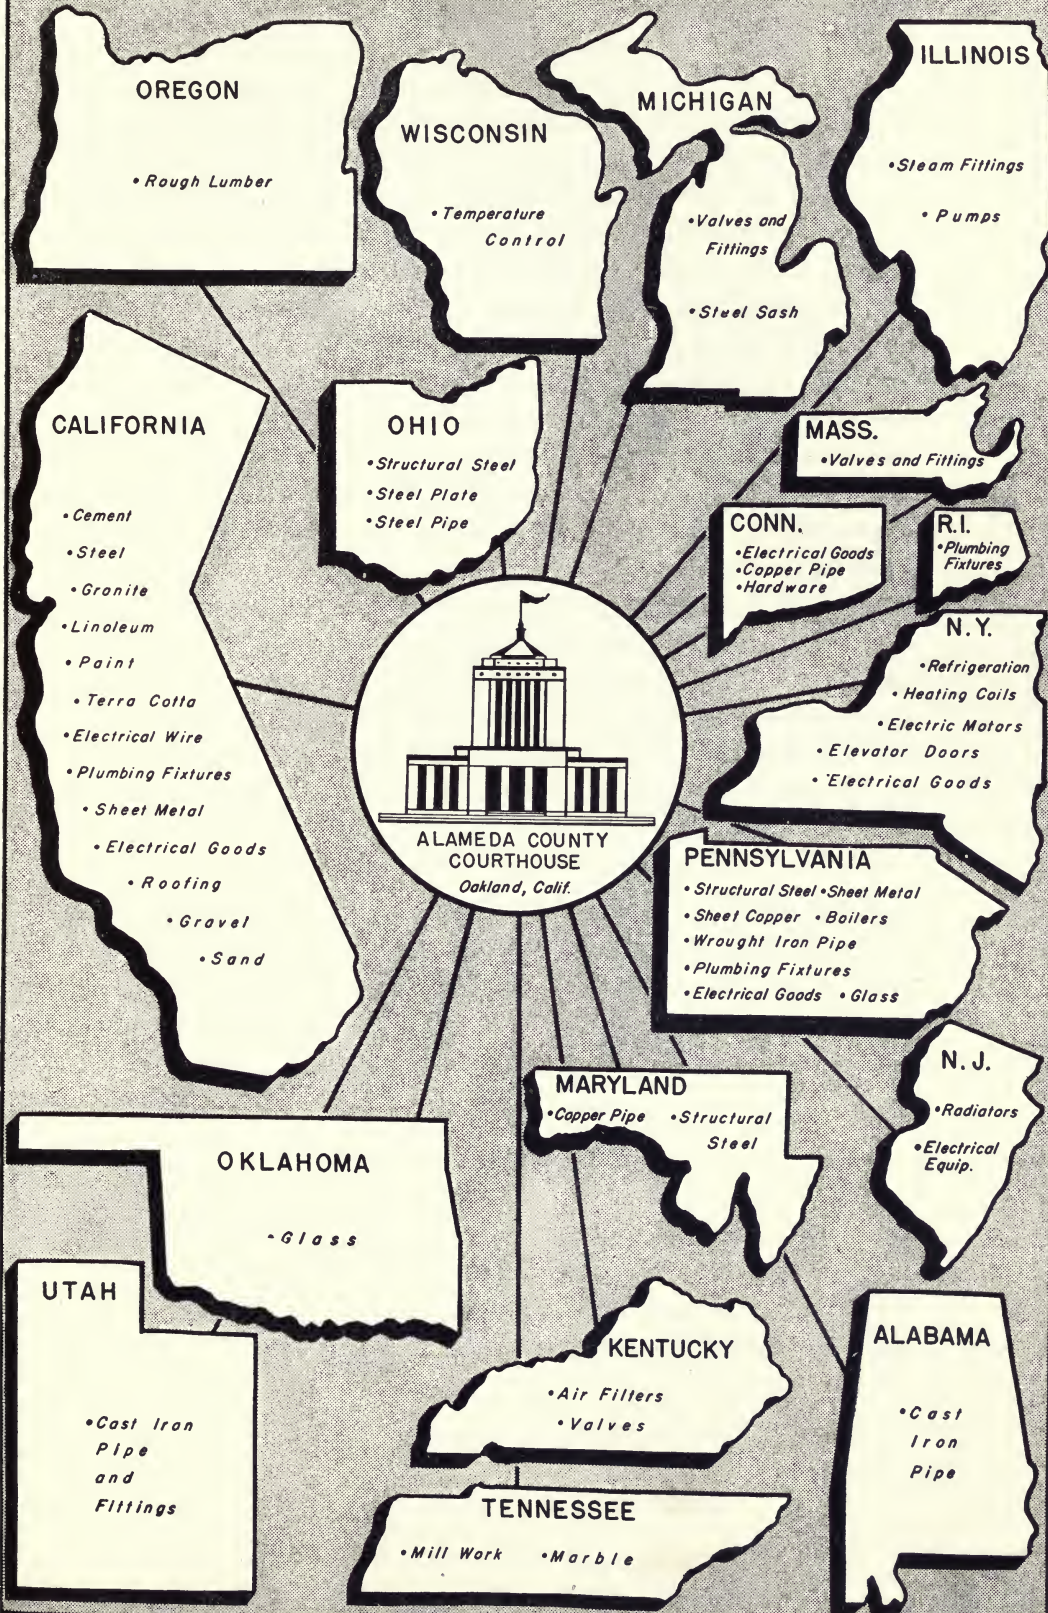 OREGON
• Rough Lumber
WISCONSIN
• Temperature
Control
MICHIGAN
• Valves and
Fittings
• Steel Sash
ILLINOIS
• Steam Fittings
• Pumps
CALIFORNIA
• Cement
• Steel
• Granite
• Linoleum
• Paint
• Terra Cotta
• Electrical Wire
• Plumbing Fixtures
• Sheet Metal
• Electrical Goods
• Roofing
• Gravel
• Sand
OHIO
• Structural Steel
• Steel Plate
• Steel Pipe
MASS.
• Valves and Fittings
CONN.
• Electrical Goods
• Copper Pipe
• Hardware
R.I.
• Plumbing
Fixtures
N.Y.
• Refrigeration
• Heating Coils
• Electric Motors
• Elevator Doors
• Electrical Goods
ALAMEDA COUNTY
COURTHOUSE
Oakland, Calif.
PENNSYLVANIA
• Structural Steel • Sheet Metal
• Sheet Copper • Boilers
• Wrought Iron Pipe
• Plumbing Fixtures
• Electrical Goods • Glass
N.J.
• Radiators
• Electrical
Equip.
MARYLAND
• Copper Pipe • Structural
Steel
OKLAHOMA
• Glass
UTAH
• Cast Iron
Pipe
and
Fittings
KENTUCKY
• Air Filters
• Valves
ALABAMA
• Cast
Iron
Pipe
TENNESSEE
• Mill Work • Marble